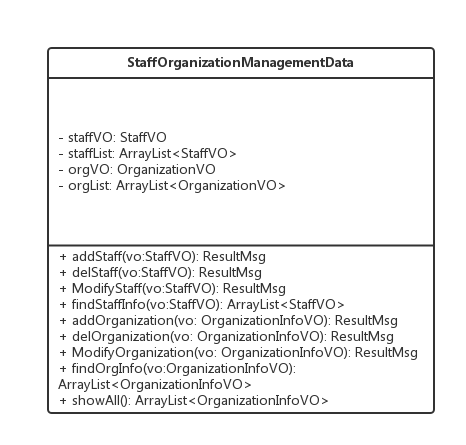 StaffOrganizationManagementData
- staffVO: StaffVO
- staffList: ArrayList<StaffVO>
- orgVO: OrganizationVO
- orgList: ArrayList<OrganizationVO>
+ addStaff(vo:StaffVO): ResultMsg
+ delStaff(vo:StaffVO): ResultMsg
+ ModifyStaff(vo:StaffVO): ResultMsg
+ findStaffInfo(vo:StaffVO): ArrayList<StaffVO>
+ addOrganization(vo: OrganizationInfoVO): ResultMsg
+ delOrganization(vo: OrganizationInfoVO): ResultMsg
+ ModifyOrganization(vo: OrganizationInfoVO): ResultMsg
+ findOrgInfo(vo:OrganizationInfoVO):
ArrayList<OrganizationInfoVO>
+ showAll(): ArrayList<OrganizationInfoVO>